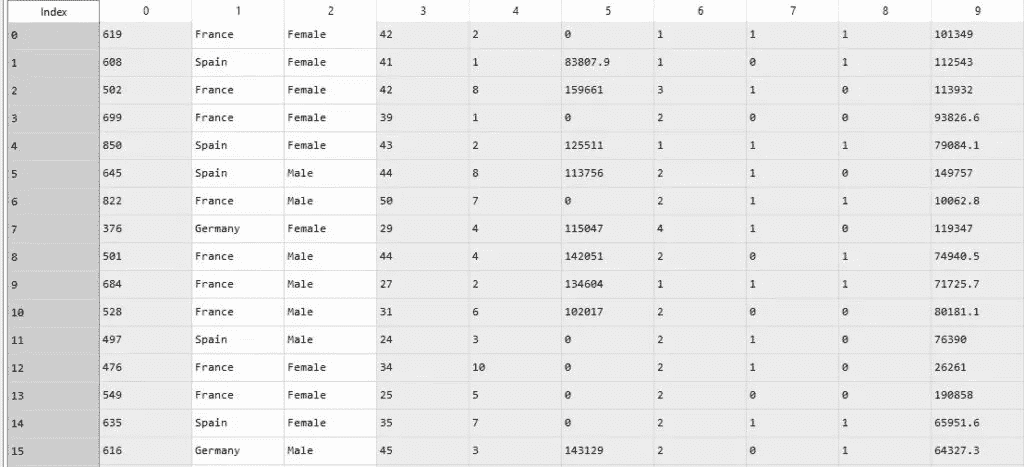 Index 0 1 2 3 4 5 6 7 8 9
0 619 France Female 42 2 0 1 1 1 101349
1 608 Spain Female 41 1 83807.9 1 0 1 112543
2 502 France Female 42 8 159661 3 1 0 113932
3 699 France Female 39 1 0 2 0 0 93826.6
4 850 Spain Female 43 2 125511 1 1 1 79084.1
5 645 Spain Male 44 8 113756 2 1 0 149757
6 822 France Male 50 7 0 2 1 1 10062.8
7 376 Germany Female 29 4 115047 4 1 0 119347
8 501 France Male 44 4 142051 2 0 1 74940.5
9 684 France Male 27 2 134604 1 1 1 71725.7
10 528 France Male 31 6 102017 2 0 0 80181.1
11 497 Spain Male 24 3 0 2 1 0 76390
12 476 France Female 34 10 0 2 1 0 26261
13 549 France Female 25 5 0 2 0 0 190858
14 635 Spain Female 35 7 0 2 1 1 65951.6
15 616 Germany Male 45 3 143129 2 0 1 64327.3